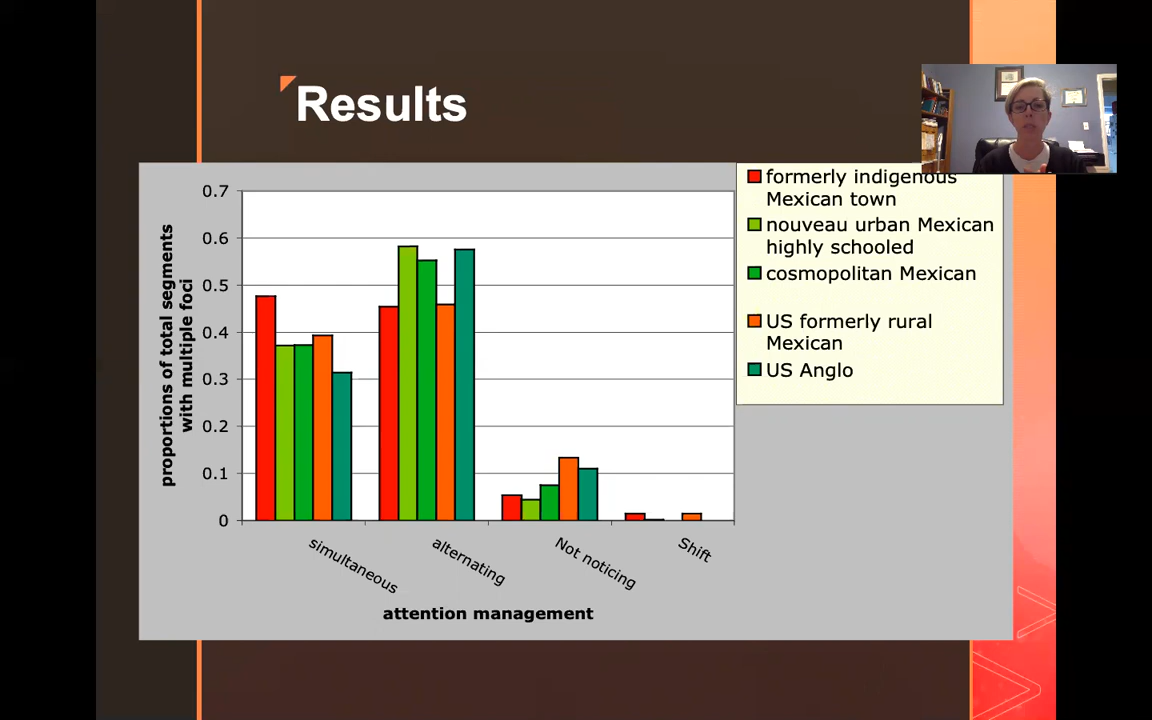 Results
proportions of total segments
with multiple foci
0.7
0.6
0.5
0.4
0.3
0.2
0.1
0
simultaneous
alternating
Not noticing
Shift
attention management
formerly indigenous
Mexican town
nouveau urban Mexican
highly schooled
cosmopolitan Mexican
US formerly rural
Mexican
US Anglo